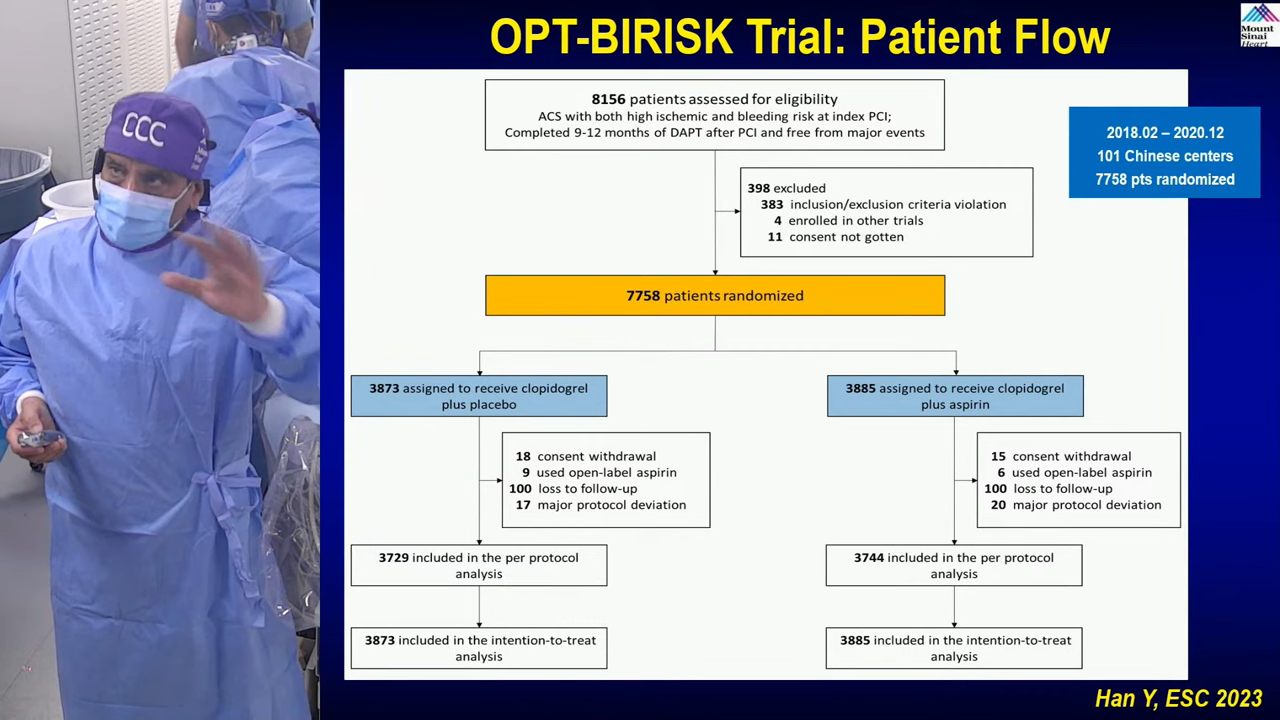 OPT-BIRISK Trial: Patient Flow
Mount
Sinai
Heart
CCC
8156 patients assessed for eligibility
ACS with both high ischemic and bleeding risk at index PCI;
Completed 9-12 months of DAPT after PCI and free from major events
2018.02 – 2020.12
101 Chinese centers
7758 pts randomized
398 excluded
383 inclusion/exclusion criteria violation
4 enrolled in other trials
11 consent not gotten
7758 patients randomized
3873 assigned to receive clopidogrel
plus placebo
3885 assigned to receive clopidogrel
plus aspirin
18 consent withdrawal
9 used open-label aspirin
100 loss to follow-up
17 major protocol deviation
15 consent withdrawal
6 used open-label aspirin
100 loss to follow-up
20 major protocol deviation
3729 included in the per protocol
analysis
3744 included in the per protocol
analysis
3873 included in the intention-to-treat
analysis
3885 included in the intention-to-treat
analysis
Han Y, ESC 2023